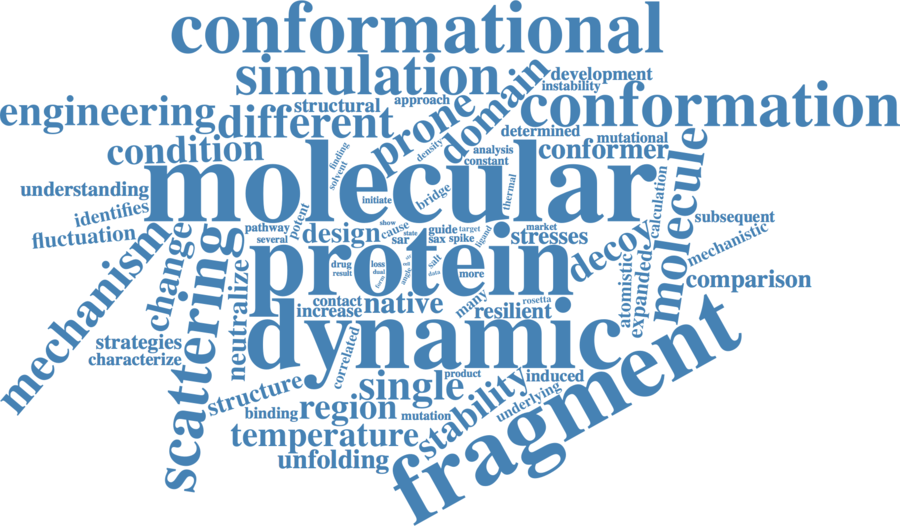 conformational
simulation
development
instability
engineering
structural
approach
different
prone
domain
conformation
determined
mutational
condition
finding
solvent
density
analysis
constant
conformer
molecule
calculation
understanding
molecular
initiate
bridge
thermal
identifies
fluctuation
potent
pathway
several
design
show
cause
state
sar
guide
target
sax
spike
ligand
market
stresses
subsequent
mechanistic
mechanism
change
scattering
neutralize
protein
drug
result
loss
dual
form
angle
salt
data
more
decoy
atomistic
expanded
comparison
contact
increase
native
many
rosetta
resilient
strategies
characterize
dynamic
correlated
structure
single
product
stability
induced
underlying
binding
region
mutation
temperature
unfolding
fragment